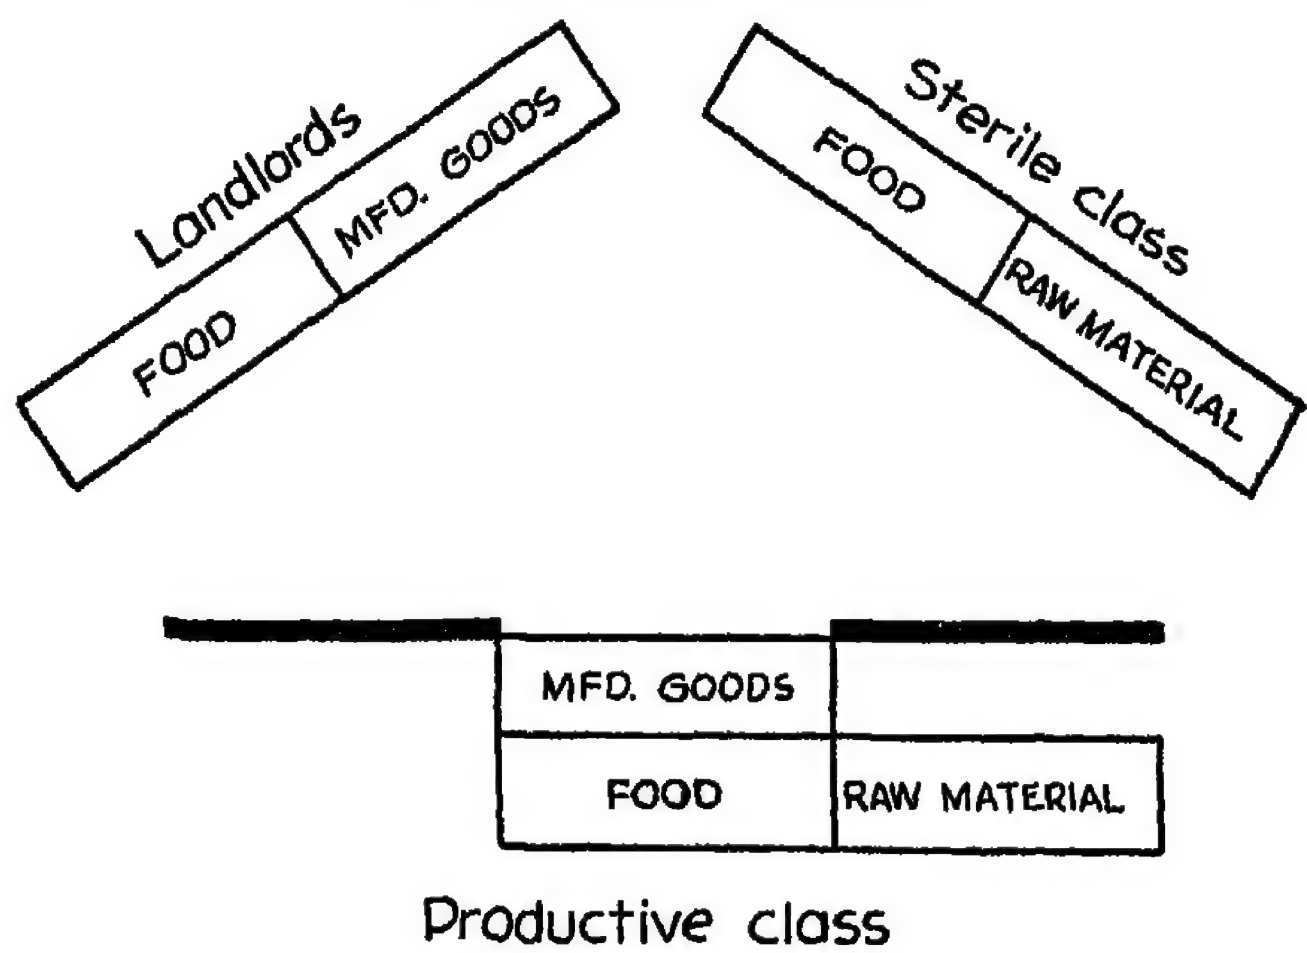 Landlords
FOOD
MFD. GOODS
Sterile class
FOOD
RAW MATERIAL
MFD. GOODS
FOOD
RAW MATERIAL
Productive class